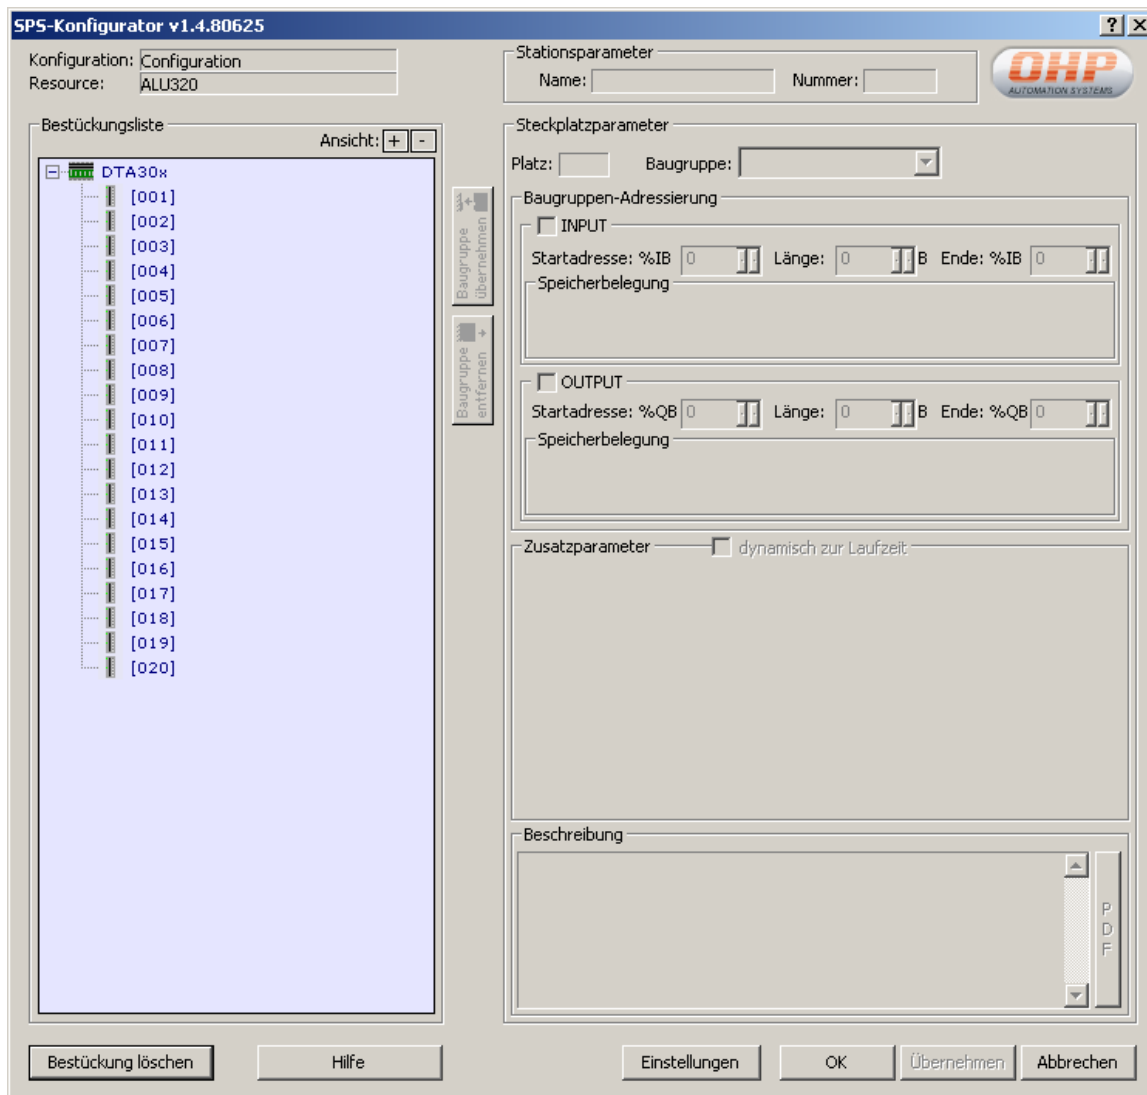 SPS-Konfigurator v1.4.80625
Konfiguration: Configuration
Resource: ALU320
Stationsparameter
Name: Nummer:
OHP
AUTOMATION SYSTEMS
Bestückungsliste
Ansicht: + -
DTA30x
[001]
[002]
[003]
[004]
[005]
[006]
[007]
[008]
[009]
[010]
[011]
[012]
[013]
[014]
[015]
[016]
[017]
[018]
[019]
[020]
Baugruppe
übernehmen
Baugruppe
entfernen
Steckplatzparameter
Platz: Baugruppe:
Baugruppen-Adressierung
INPUT
Startadresse: %IB 0 Länge: 0 B Ende: %IB 0
Speicherbelegung
OUTPUT
Startadresse: %QB 0 Länge: 0 B Ende: %QB 0
Speicherbelegung
Zusatzparameter dynamisch zur Laufzeit
Beschreibung
PDF
Bestückung löschen Hilfe Einstellungen OK Übernehmen Abbrechen